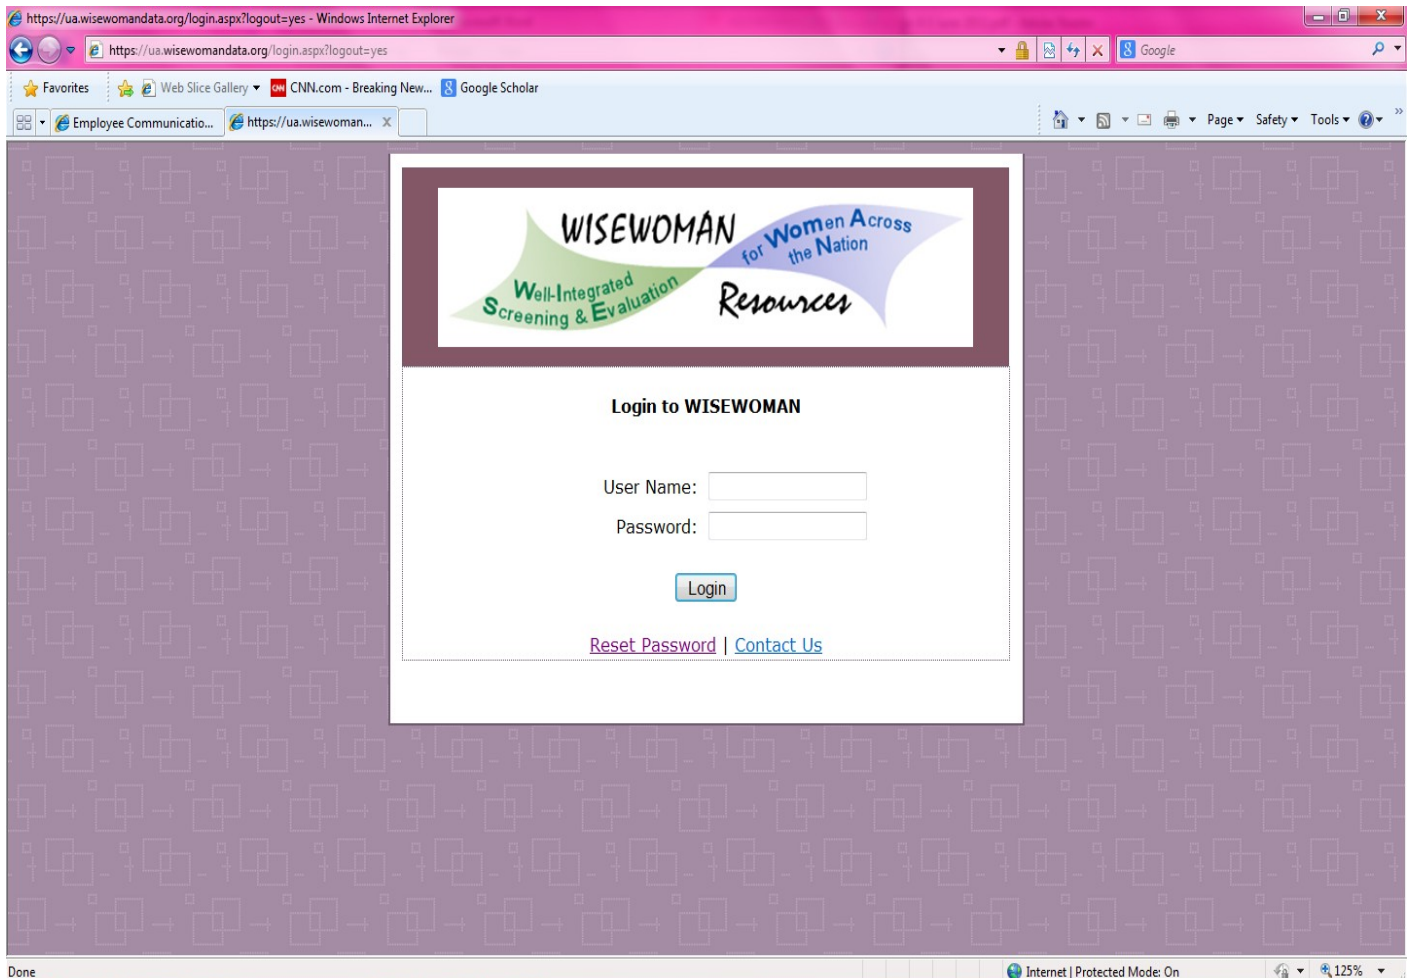 https://ua.wisewomandata.org/login.aspx?logout=yes - Windows Internet Explorer
https://ua.wisewomandata.org/login.aspx?logout=yes
Google
Favorites Web Slice Gallery CNN.com - Breaking New... Google Scholar
Employee Communicatio... https://ua.wisewoman... X Page Safety Tools
WISEWOMAN
for Women Across
the Nation
Well-Integrated
Screening & Evaluation
Resources
Login to WISEWOMAN
User Name:
Password:
Login
Reset Password | Contact Us
Done Internet | Protected Mode: On 125%